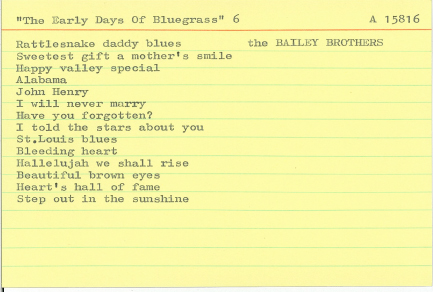 "The Early Days Of Bluegrass" 6 A 15816
Rattlesnake daddy blues the BAILEY BROTHERS
Sweetest gift a mother's smile
Happy valley special
Alabama
John Henry
I will never marry
Have you forgotten?
I told the stars about you
St.Louis blues
Bleeding heart
Hallelujah we shall rise
Beautiful brown eyes
Heart's hall of fame
Step out in the sunshine